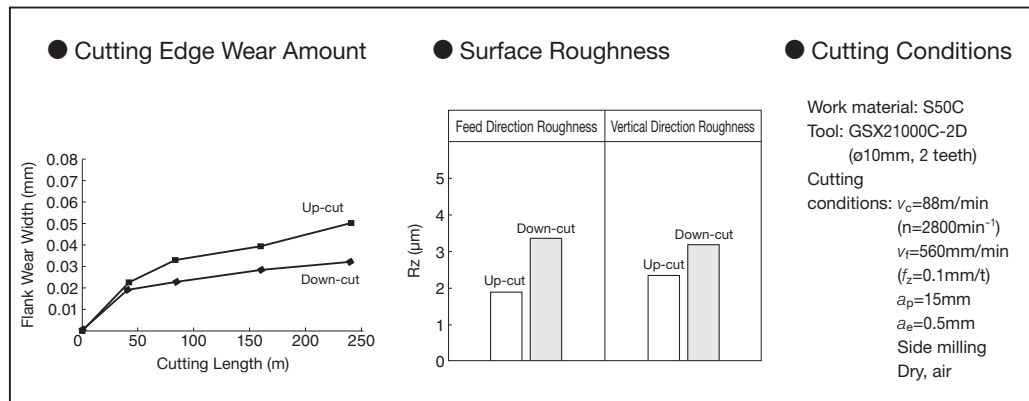 ● Cutting Edge Wear Amount
0.08
0.07
0.06
0.05
0.04
0.03
0.02
0.01
0
50
100
150
200
250
Flank Wear Width (mm)
Cutting Length (m)
Up-cut
Down-cut
● Surface Roughness
Feed Direction Roughness
Vertical Direction Roughness
5
4
3
2
1
0
Rz (μm)
Up-cut
Down-cut
Up-cut
Down-cut
● Cutting Conditions
Work material: S50C
Tool: GSX21000C-2D
(ø10mm, 2 teeth)
Cutting
conditions: vc=88m/min
(n=2800min⁻¹)
vf=560mm/min
(fz=0.1mm/t)
ap=15mm
ae=0.5mm
Side milling
Dry, air